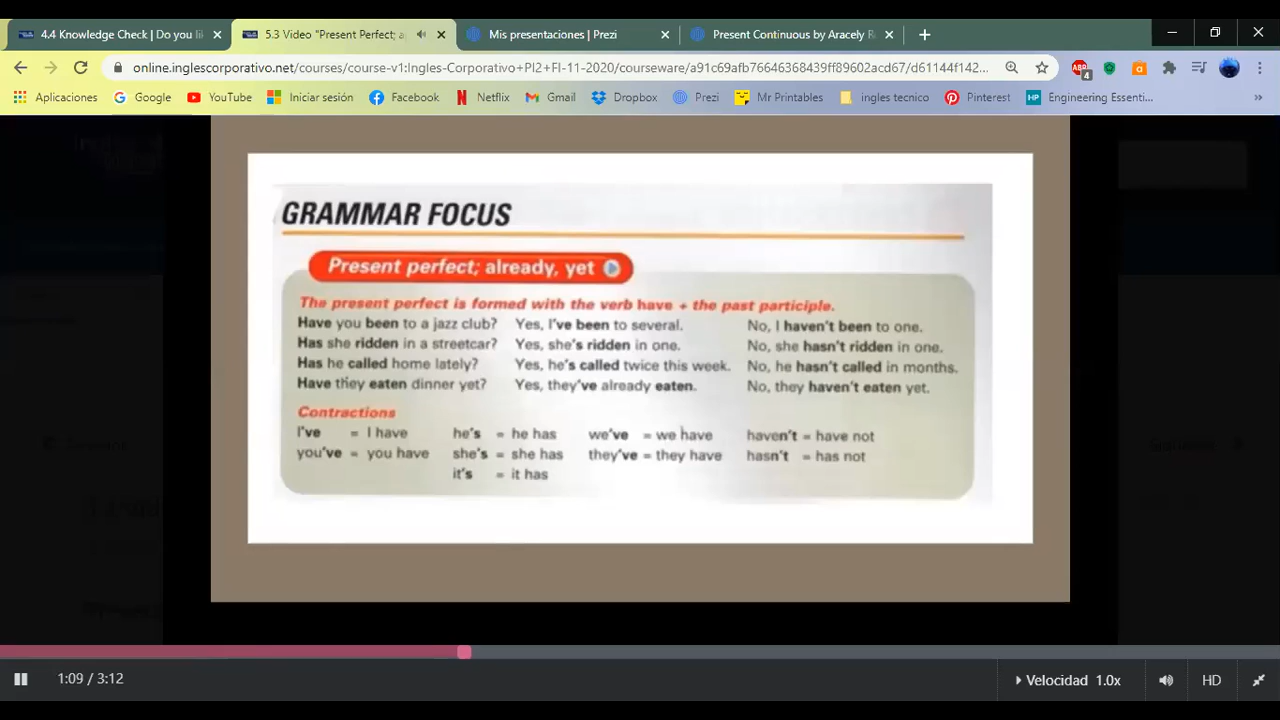 4.4 Knowledge Check | Do you li
5.3 Video "Present Perfect; a
Mis presentaciones | Prezi
Present Continuous by Aracely R
online.inglescorporativo.net/courses/course-v1:Ingles-Corporativo+PI2+FI-11-2020/courseware/a91c69afb76646368439ff89602acd67/d61144f142...
ABP
4
Aplicaciones
Google
YouTube
Iniciar sesión
Facebook
Netflix
Gmail
Dropbox
Prezi
Mr Printables
ingles tecnico
Pinterest
HP
Engineering Essenti...
»
GRAMMAR FOCUS
Present perfect; already, yet
The present perfect is formed with the verb have + the past participle.
Have you been to a jazz club? Yes, I've been to several. No, I haven't been to one.
Has she ridden in a streetcar? Yes, she's ridden in one. No, she hasn't ridden in one.
Has he called home lately? Yes, he's called twice this week. No, he hasn't called in months.
Have they eaten dinner yet? Yes, they've already eaten. No, they haven't eaten yet.
Contractions
I've = I have he's = he has we've = we have haven't = have not
you've = you have she's = she has they've = they have hasn't = has not
it's = it has
1:09 / 3:12
Velocidad 1.0x
HD